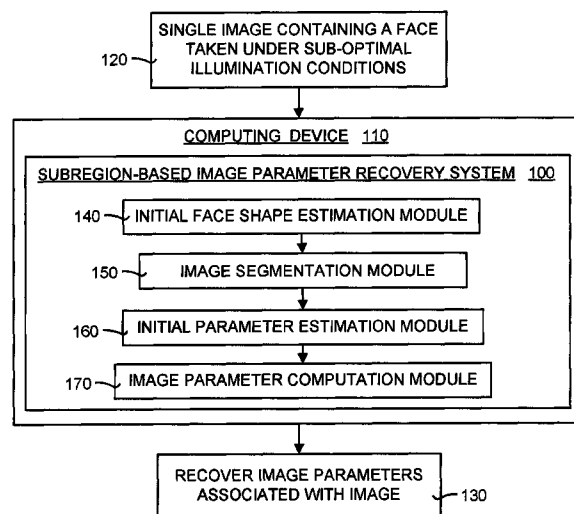 SINGLE IMAGE CONTAINING A FACE
TAKEN UNDER SUB-OPTIMAL
ILLUMINATION CONDITIONS
120
COMPUTING DEVICE 110
SUBREGION-BASED IMAGE PARAMETER RECOVERY SYSTEM 100
140
INITIAL FACE SHAPE ESTIMATION MODULE
150
IMAGE SEGMENTATION MODULE
160
INITIAL PARAMETER ESTIMATION MODULE
170
IMAGE PARAMETER COMPUTATION MODULE
RECOVER IMAGE PARAMETERS
ASSOCIATED WITH IMAGE
130